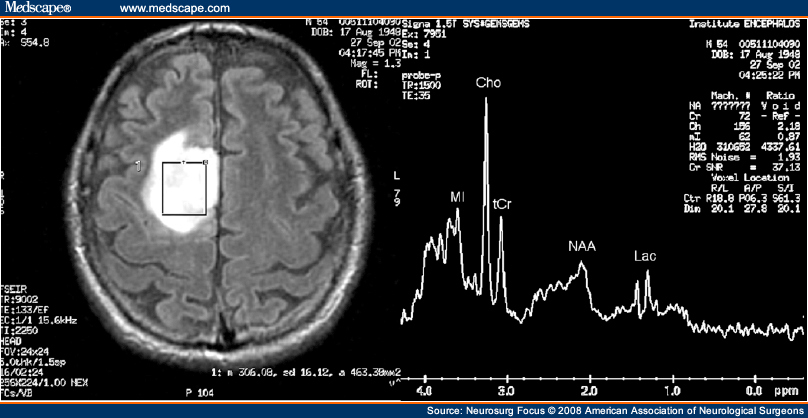 Medscape® www.medscape.com
Se: 3
Im: 4
Ax: S54.8
M 54 00511104090
DOB: 17 Aug 1948
27 Sep 02
04:17:45 PM
Mag = 1.3
FL:
ROT:
1
L
7
9
FSEIR
TR:9002
TE:133/Ef
EC:1/1 15.6kHz
TI:2250
HEAD
FOV:24x24
5.0thk/1.5sp
16/02:24
256X224/1.00 NEX
FCs/VB
1: m 306.08, sd 16.12, a 463.38mm2
P 104
Signa 1.5T SYS#GENSGEMS
Ex: 7951
Se: 4
Im: 1
probe-p
TR:1500
TE:35
Institute ENCEPHALOS
M 54 00511104090
DOB: 17 Aug 1948
27 Sep 02
04:25:22 PM
Mach. # Ratio
NA ??????? V o i d
Cr 72 - Ref -
Ch 156 2.18
mI 62 0.87
H2O 310652 4337.61
RMS Noise = 1.93
Cr SNR = 37.13
Voxel Location
R/L A/P S/I
Ctr R18.8 P06.3 S61.3
Dim 20.1 27.8 20.1
Cho
MI
tCr
NAA
Lac
4.0 3.0 2.0 1.0 0.0 ppm
Source: Neurosurg Focus © 2008 American Association of Neurological Surgeons